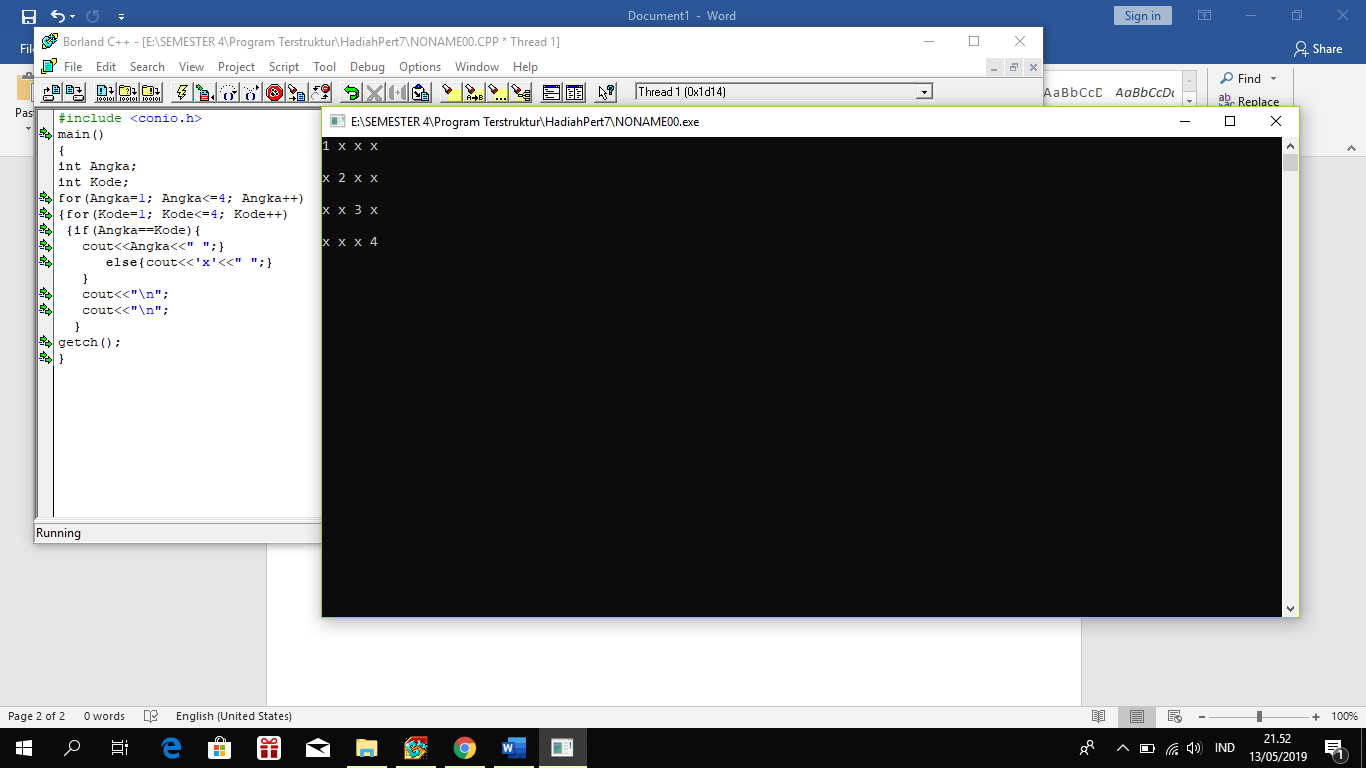 Document1 - Word
Sign in
Share
Borland C++ - [E:\SEMESTER 4\Program Terstruktur\HadiahPert7\NONAME00.CPP * Thread 1]
File Edit Search View Project Script Tool Debug Options Window Help
Thread 1 (0x1d14)
Find
Replace
AaBbCcD AaBbCcDc
#include <conio.h>
main()
{
int Angka;
int Kode;
for(Angka=1; Angka<=4; Angka++)
{for(Kode=1; Kode<=4; Kode++)
{if(Angka==Kode){
cout<<Angka<<" ";}
else{cout<<'x'<<" ";}
}
cout<<"\n";
cout<<"\n";
}
getch();
}
Running
E:\SEMESTER 4\Program Terstruktur\HadiahPert7\NONAME00.exe
1 x x x
x 2 x x
x x 3 x
x x x 4
Page 2 of 2 0 words English (United States) 100%
IND
21.52
13/05/2019
1